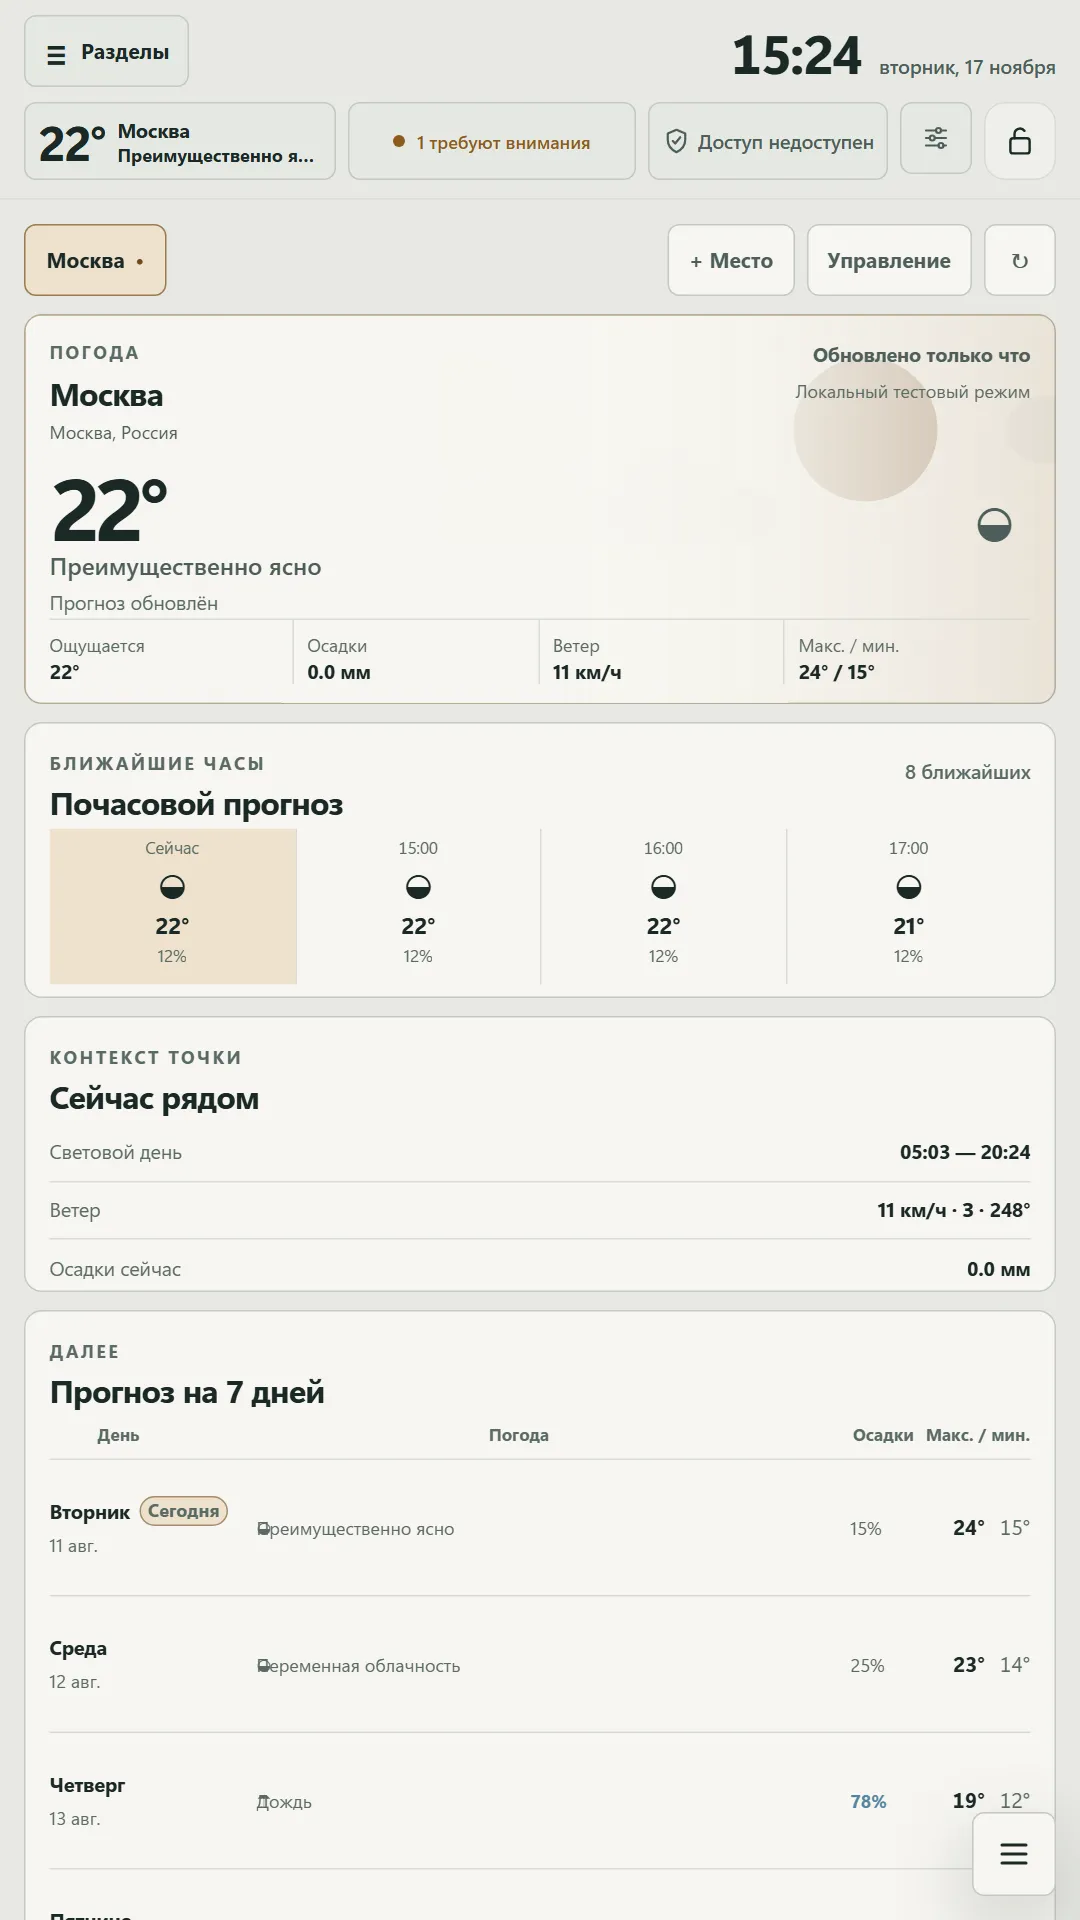 Разделы
15:24 вторник, 17 ноября
22° Москва
Преимущественно я...
1 требуют внимания
Доступ недоступен
Москва •
+ Место
Управление
↻
ПОГОДА
Обновлено только что
Москва
Локальный тестовый режим
Москва, Россия
22°
Преимущественно ясно
Прогноз обновлён
Ощущается Осадки Ветер Макс. / мин.
22° 0.0 мм 11 км/ч 24° / 15°
БЛИЖАЙШИЕ ЧАСЫ
8 ближайших
Почасовой прогноз
Сейчас 15:00 16:00 17:00
22° 22° 22° 21°
12% 12% 12% 12%
КОНТЕКСТ ТОЧКИ
Сейчас рядом
Световой день 05:03 — 20:24
Ветер 11 км/ч · З · 248°
Осадки сейчас 0.0 мм
ДАЛЕЕ
Прогноз на 7 дней
День Погода Осадки Макс. / мин.
Вторник Сегодня
Преимущественно ясно 15% 24° 15°
11 авг.
Среда
Переменная облачность 25% 23° 14°
12 авг.
Четверг
Дождь 78% 19° 12°
13 авг.
Пятница